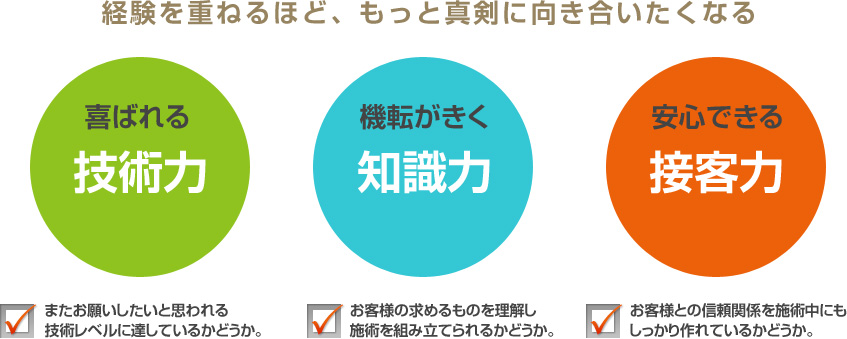 経験を重ねるほど、もっと真剣に向き合いたくなる
喜ばれる
技術力
機転がきく
知識力
安心できる
接客力
またお願いしたいと思われる
技術レベルに達しているかどうか。
お客様の求めるものを理解し
施術を組み立てられるかどうか。
お客様との信頼関係を施術中にも
しっかり作れているかどうか。